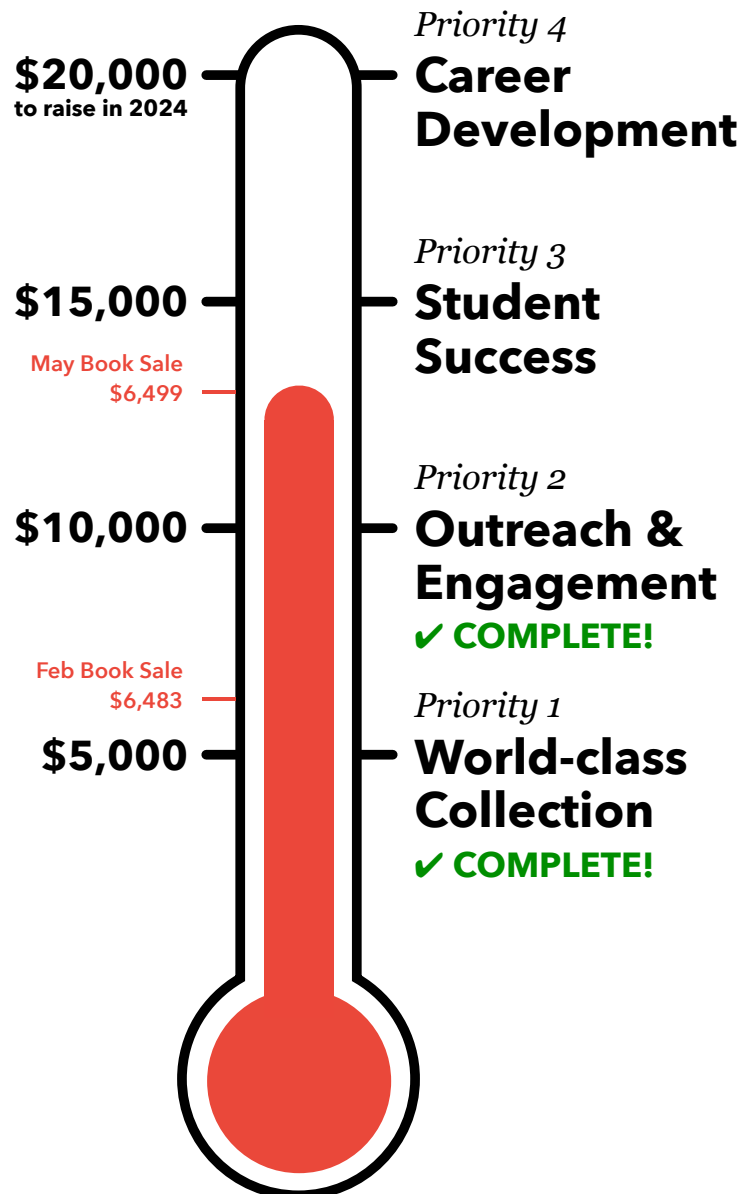 Priority 4
$20,000
to raise in 2024
Career
Development
Priority 3
$15,000
Student
Success
May Book Sale
$6,499
Priority 2
$10,000
Outreach &
Engagement
✔ COMPLETE!
Feb Book Sale
$6,483
Priority 1
$5,000
World-class
Collection
✔ COMPLETE!